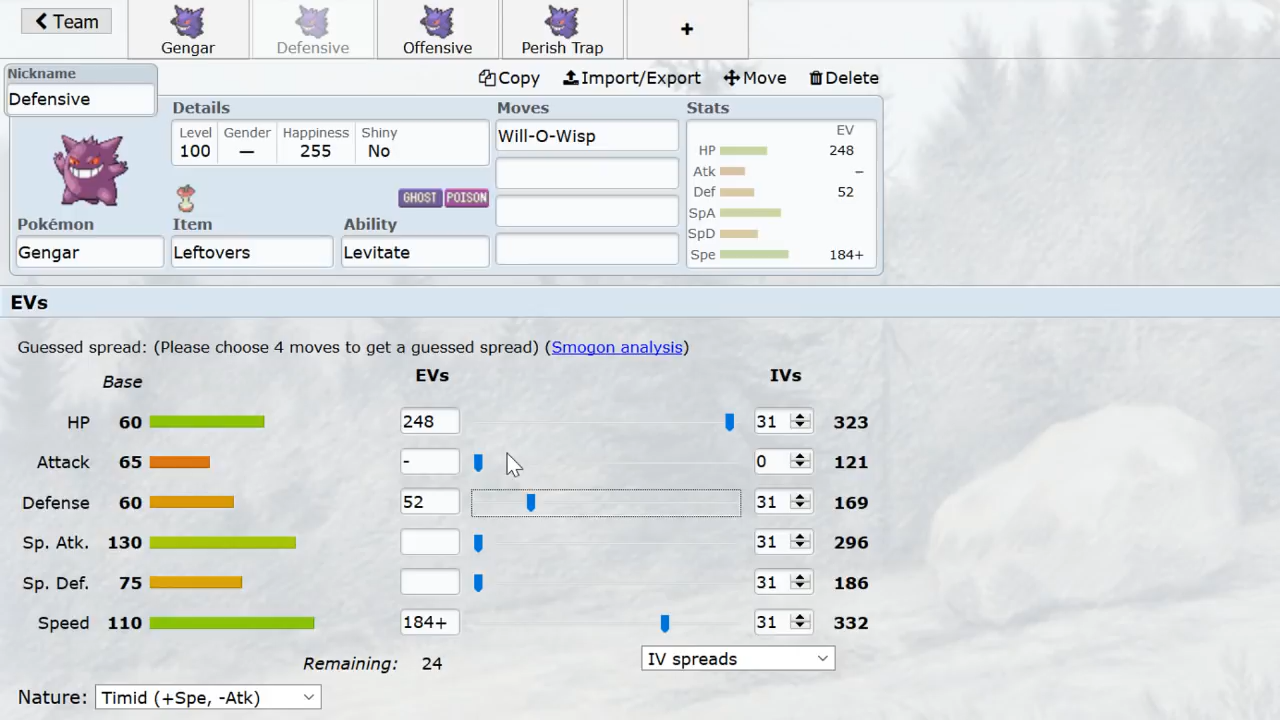 Team
Gengar
Defensive
Offensive
Perish Trap
+
Nickname
Defensive
Copy
Import/Export
Move
Delete
Details
Level
100
Gender
—
Happiness
255
Shiny
No
GHOST
POISON
Pokémon
Gengar
Item
Leftovers
Ability
Levitate
Moves
Will-O-Wisp
Stats
EV
HP 248
Atk –
Def 52
SpA
SpD
Spe 184+
EVs
Guessed spread: (Please choose 4 moves to get a guessed spread) (Smogon analysis)
Base EVs IVs
HP 60 248 31 323
Attack 65 - 0 121
Defense 60 52 31 169
Sp. Atk. 130 31 296
Sp. Def. 75 31 186
Speed 110 184+ 31 332
Remaining: 24
IV spreads
Nature: Timid (+Spe, -Atk)